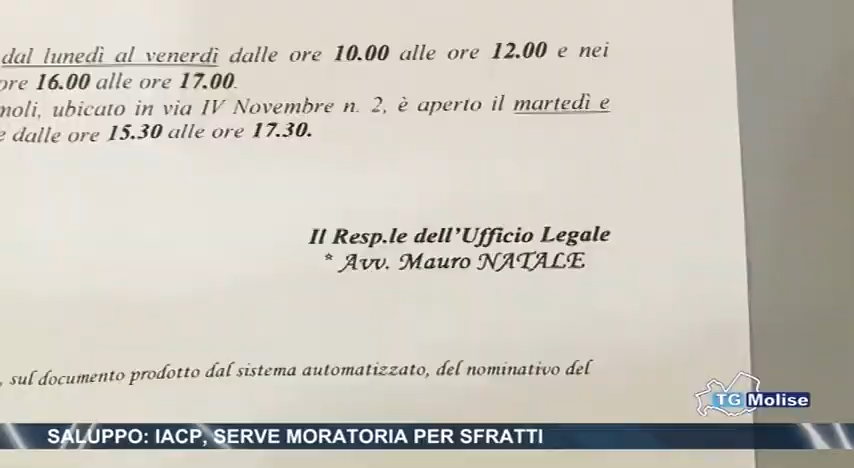 dal lunedì al venerdì dalle ore 10.00 alle ore 12.00 e nei
ore 16.00 alle ore 17.00.
moli, ubicato in via IV Novembre n. 2, è aperto il martedì e
e dalle ore 15.30 alle ore 17.30.
Il Resp.le dell'Ufficio Legale
* Avv. Mauro NATALE
, sul documento prodotto dal sistema automatizzato, del nominativo del
TG Molise
SALUPPO: IACP, SERVE MORATORIA PER SFRATTI